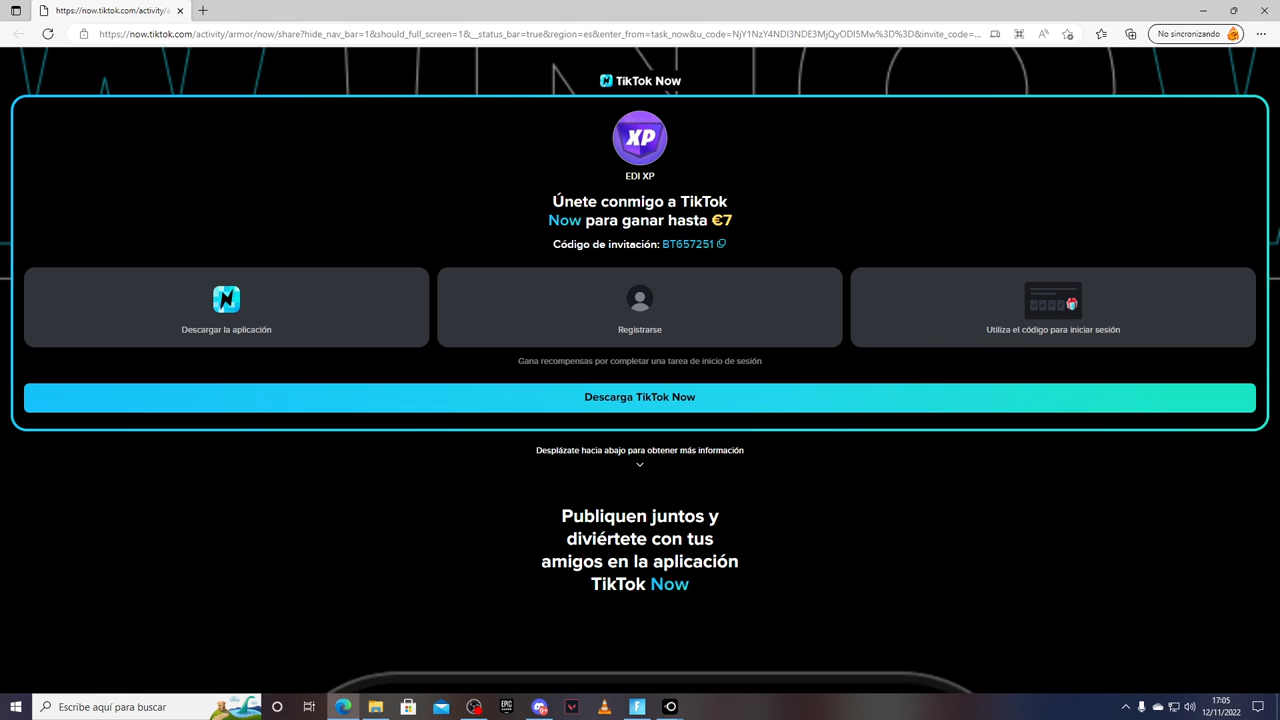 https://now.tiktok.com/activity/a
https://now.tiktok.com/activity/armor/now/share?hide_nav_bar=1&should_full_screen=1&__status_bar=true&region=es&enter_from=task_now&u_code=NjY1NzY4NDI3NDE3MjQyODI5Mw%3D%3D&invite_code=...
No sincronizando
TikTok Now
XP
EDI XP
Únete conmigo a TikTok
Now para ganar hasta €7
Código de invitación: BT657251
Descargar la aplicación
Registrarse
Utiliza el código para iniciar sesión
Gana recompensas por completar una tarea de inicio de sesión
Descarga TikTok Now
Desplázate hacia abajo para obtener más información
Publiquen juntos y
diviértete con tus
amigos en la aplicación
TikTok Now
Escribe aquí para buscar
EPIC
17:05
12/11/2022